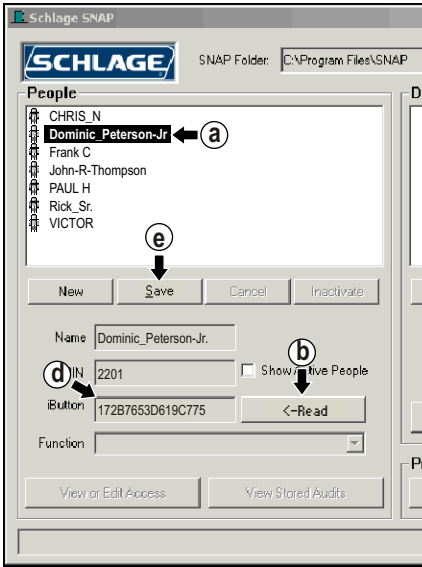 Schlage SNAP
SCHLAGE SNAP Folder: C:\Program Files\SNAP
People D
CHRIS_N
Dominic_Peterson-Jr a
Frank C
John-R-Thompson
PAUL H
Rick_Sr.
VICTOR
e
New Save Cancel Inactivate
Name Dominic_Peterson-Jr.
b
d IN 2201 Show A tive People
iButton 172B7653D619C775 <-Read
Function
P
View or Edit Access View Stored Audits